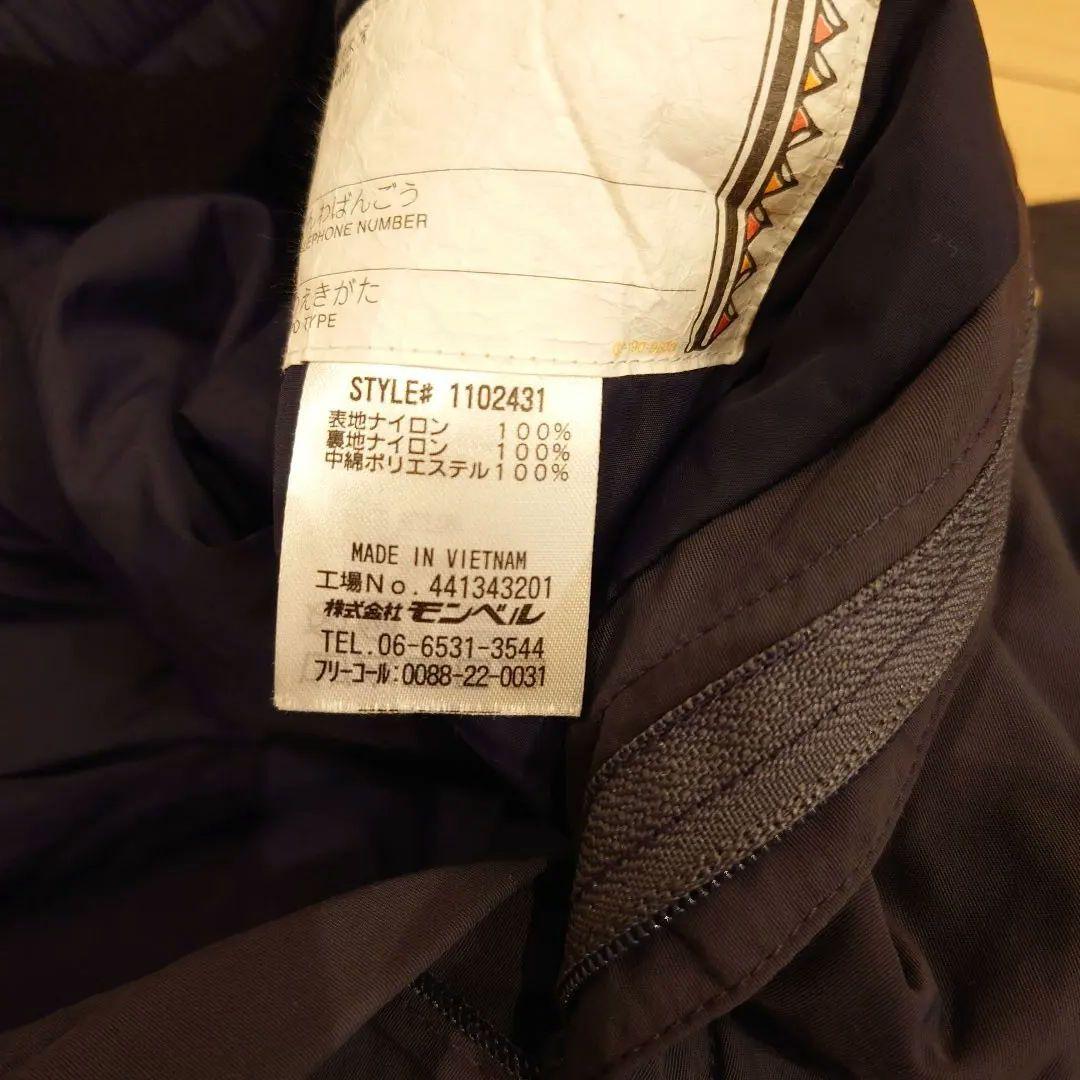 んわばんごう
EPHONE NUMBER
えきがた
TYPE
STYLE# 1102431
表地ナイロン 100%
裏地ナイロン 100%
中綿ポリエステル100%
MADE IN VIETNAM
工場No. 441343201
株式会社 モンベル
TEL.06-6531-3544
フリーコール:0088-22-0031